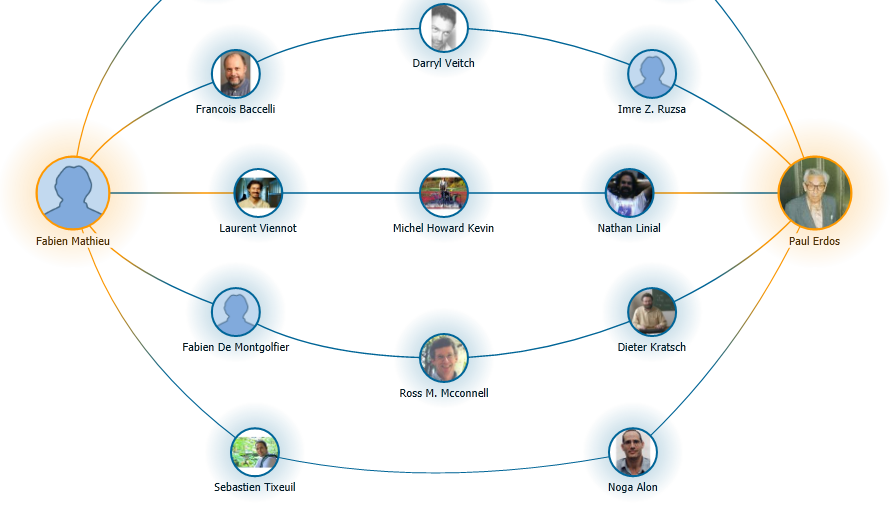 Darryl Veitch
Francois Baccelli
Imre Z. Ruzsa
Laurent Viennot
Michel Howard Kevin
Nathan Linial
Fabien Mathieu
Paul Erdos
Fabien De Montgolfier
Dieter Kratsch
Ross M. Mcconnell
Sebastien Tixeuil
Noga Alon